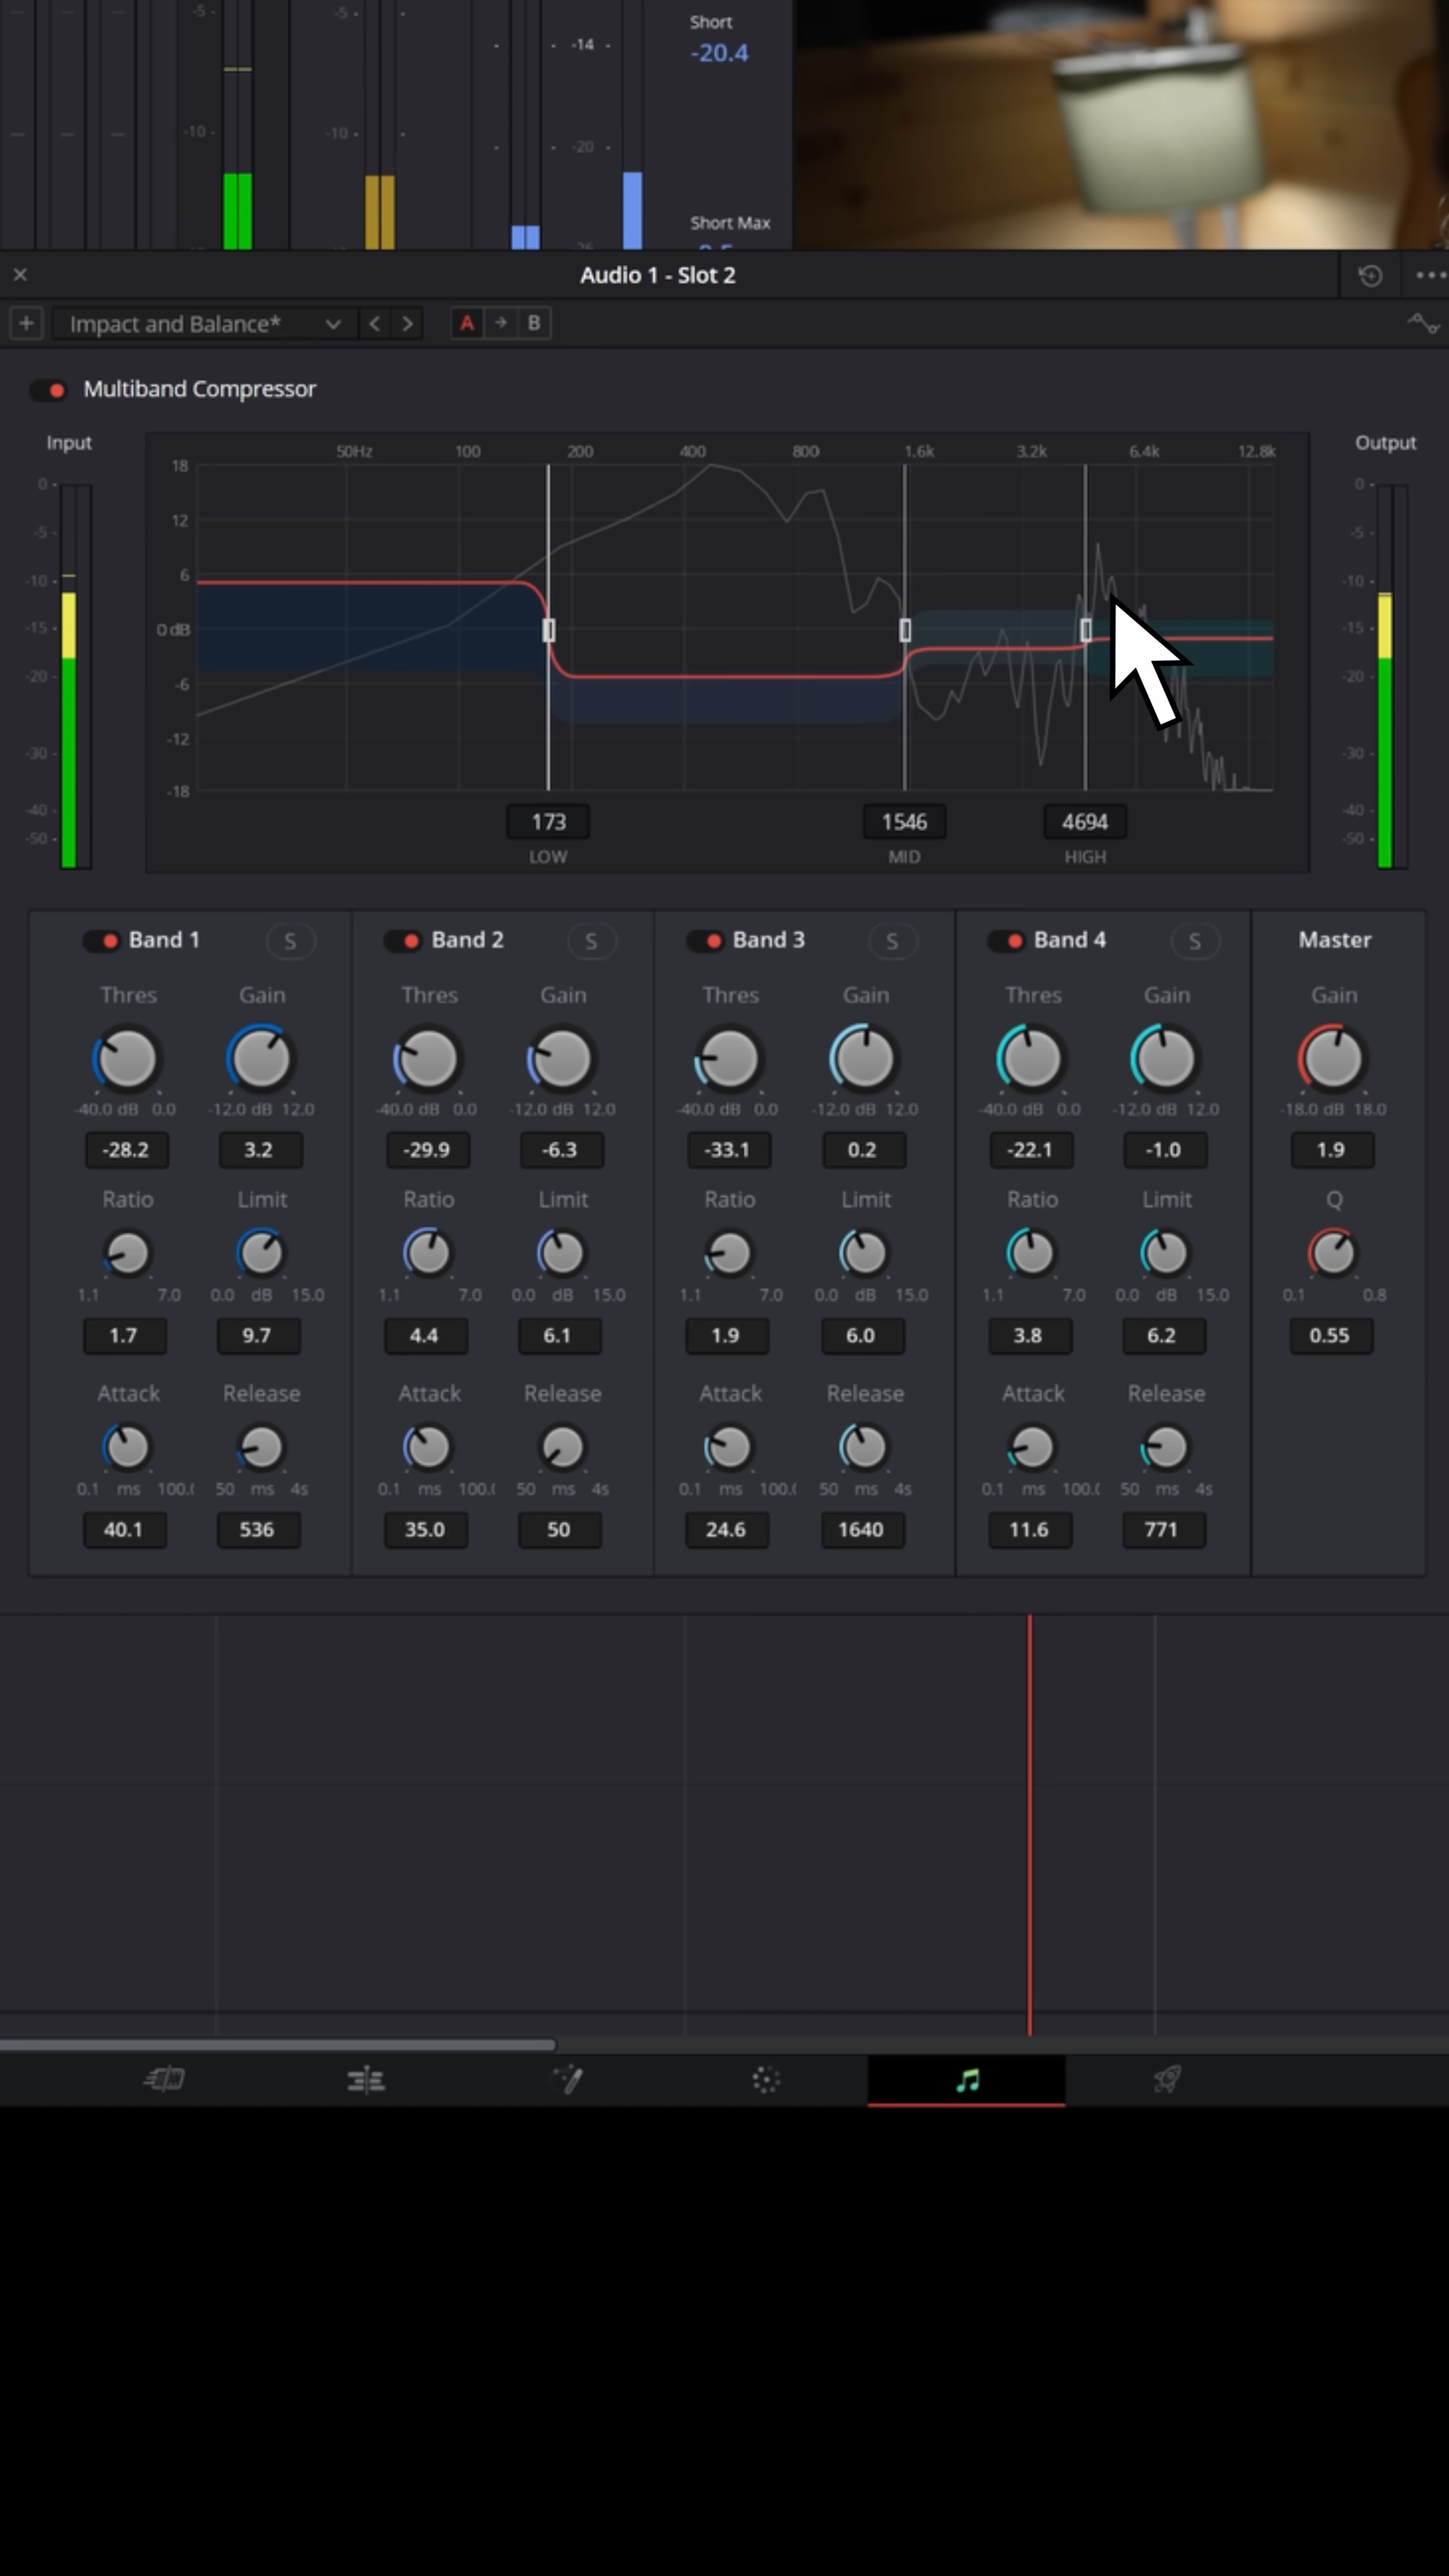 -5 - -5 -
Short
- - -14 -
-20.4
-10 - -10 -
- - -20 -
Short Max
× Audio 1 - Slot 2 •••
+ Impact and Balance* < > A → B
Multiband Compressor
Input Output
50Hz 100 200 400 800 1.6k 3.2k 6.4k 12.8k
18
12
6
0 dB
-6
-12
-18
0 -
-5 -
-10 -
-15 -
-20 -
-30 -
-40 -
-50 -
0 -
-5 -
-10 -
-15 -
-20 -
-30 -
-40 -
-50 -
173 1546 4694
LOW MID HIGH
Band 1 S Band 2 S Band 3 S Band 4 S Master
Thres Gain Thres Gain Thres Gain Thres Gain Gain
-40.0 dB 0.0 -12.0 dB 12.0 -40.0 dB 0.0 -12.0 dB 12.0 -40.0 dB 0.0 -12.0 dB 12.0 -40.0 dB 0.0 -12.0 dB 12.0 -18.0 dB 18.0
-28.2 3.2 -29.9 -6.3 -33.1 0.2 -22.1 -1.0 1.9
Ratio Limit Ratio Limit Ratio Limit Ratio Limit Q
1.1 7.0 0.0 dB 15.0 1.1 7.0 0.0 dB 15.0 1.1 7.0 0.0 dB 15.0 1.1 7.0 0.0 dB 15.0 0.1 0.8
1.7 9.7 4.4 6.1 1.9 6.0 3.8 6.2 0.55
Attack Release Attack Release Attack Release Attack Release
0.1 ms 100.0 50 ms 4s 0.1 ms 100.0 50 ms 4s 0.1 ms 100.0 50 ms 4s 0.1 ms 100.0 50 ms 4s
40.1 536 35.0 50 24.6 1640 11.6 771